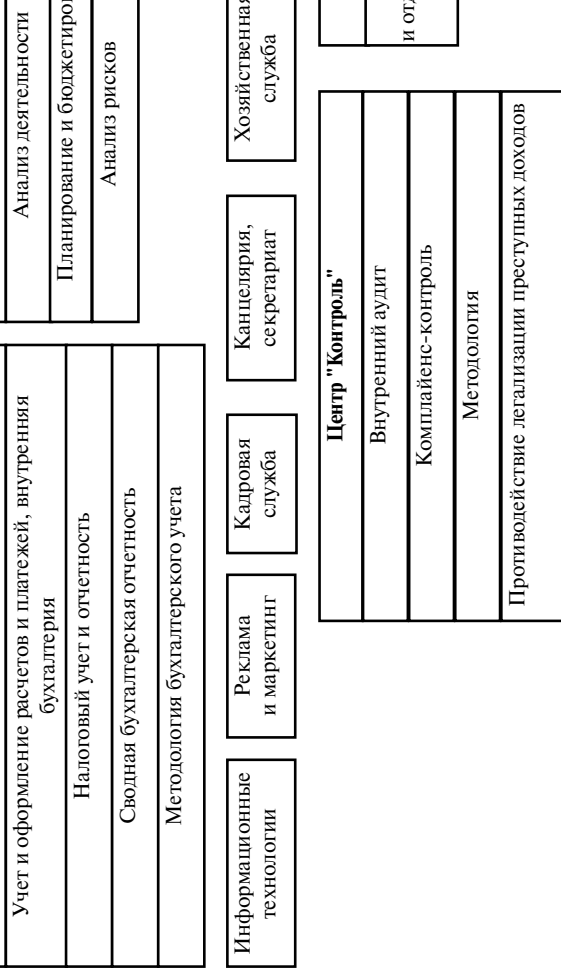 Учет и оформление расчетов и платежей, внутренняя
бухгалтерия
Налоговый учет и отчетность
Сводная бухгалтерская отчетность
Методология бухгалтерского учета
Анализ деятельности
Анализ рисков
Информационные
технологии
Реклама
и маркетинг
Кадровая
служба
Канцелярия,
секретариат
Хозяйственная
служба
Центр "Контроль"
Внутренний аудит
Комплайенс-контроль
Методология
Противодействие легализации преступных доходов